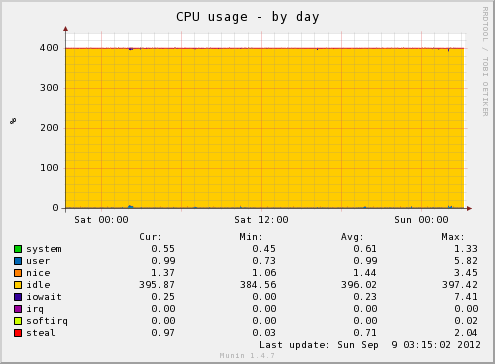 CPU usage - by day
RRDTOOL / TOBI OETIKER
%
400
300
200
100
0
Sat 00:00 Sat 12:00 Sun 00:00
Cur: Min: Avg: Max:
system 0.55 0.45 0.61 1.33
user 0.99 0.73 0.99 5.82
nice 1.37 1.06 1.44 3.45
idle 395.87 384.56 396.02 397.42
iowait 0.25 0.00 0.23 7.41
irq 0.00 0.00 0.00 0.00
softirq 0.00 0.00 0.00 0.02
steal 0.97 0.03 0.71 2.04
Last update: Sun Sep  9 03:15:02 2012
Munin 1.4.7